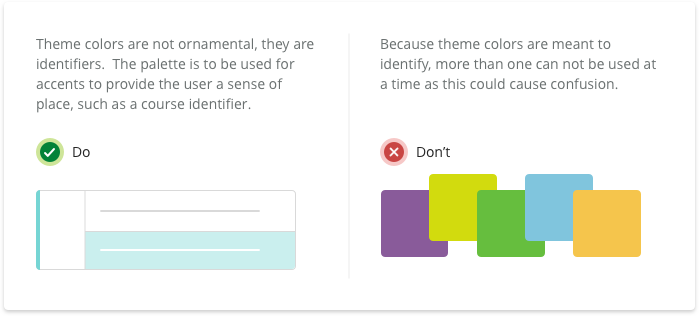 Theme colors are not ornamental, they are
identifiers.  The palette is to be used for
accents to provide the user a sense of
place, such as a course identifier.
Do
Because theme colors are meant to
identify, more than one can not be used at
a time as this could cause confusion.
Don’t